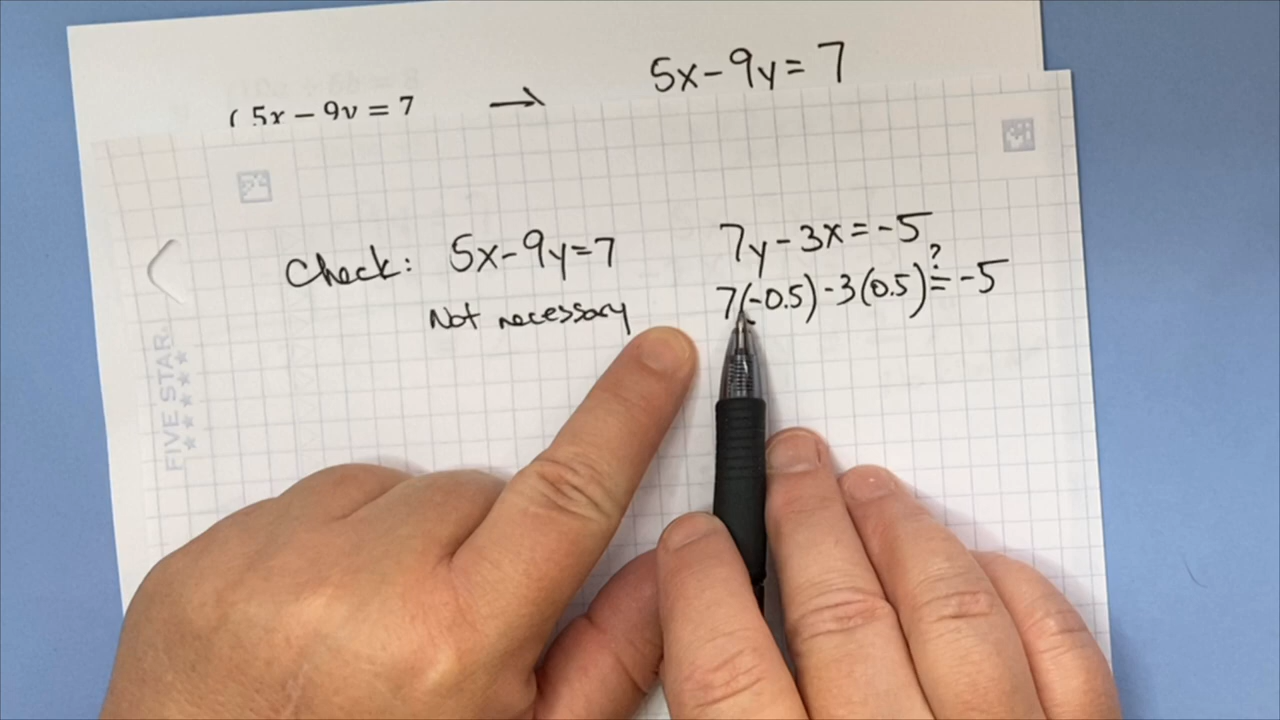 5x-9y=7
( 5x − 9y = 7 →
Check: 5x-9y=7 7y-3x=-5
Not necessary 7(-0.5)-3(0.5)≟-5
FIVE STAR.